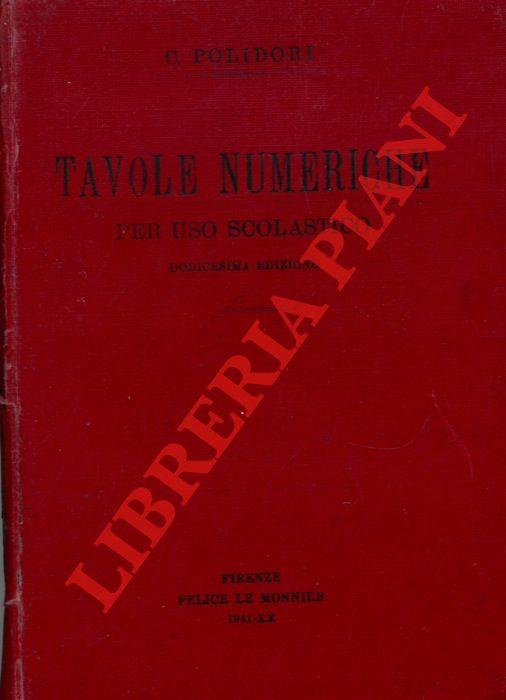 C. POLIDORI
TAVOLE NUMERICHE
PER USO SCOLASTICO
DODICESIMA EDIZIONE
LIBRERIA PIANI
FIRENZE
FELICE LE MONNIER
1941-XX